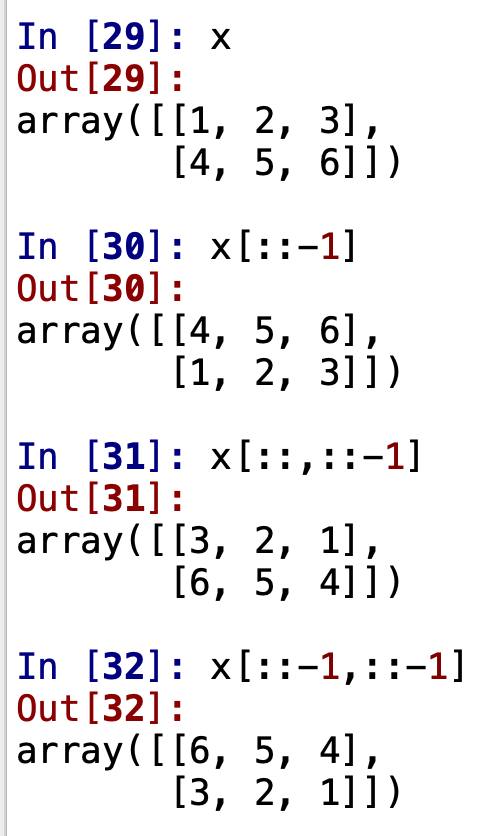 In [29]: x
Out[29]:
array([[1, 2, 3],
       [4, 5, 6]])

In [30]: x[::-1]
Out[30]:
array([[4, 5, 6],
       [1, 2, 3]])

In [31]: x[::,::-1]
Out[31]:
array([[3, 2, 1],
       [6, 5, 4]])

In [32]: x[::-1,::-1]
Out[32]:
array([[6, 5, 4],
       [3, 2, 1]])